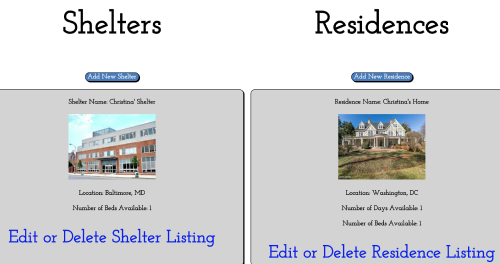 Shelters
Add New Shelter
Shelter Name: Christina' Shelter
Location: Baltimore, MD
Number of Beds Available: 1
Edit or Delete Shelter Listing
Residences
Add New Residence
Residence Name: Christina's Home
Location: Washington, DC
Number of Days Available: 1
Number of Beds Available: 1
Edit or Delete Residence Listing